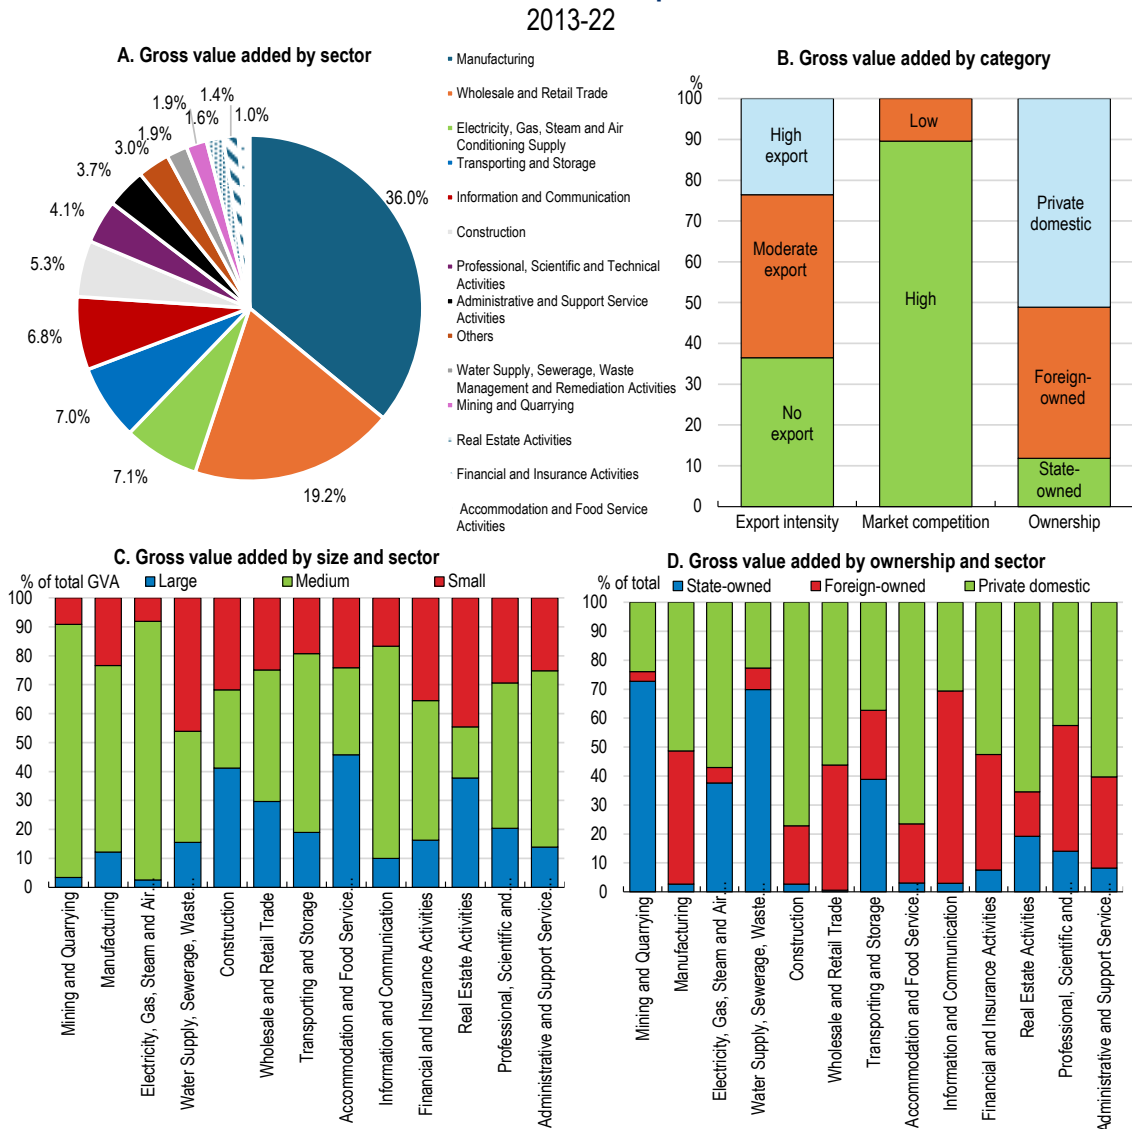 2013-22
A. Gross value added by sector
1.9%
1.4%
1.6%
1.0%
1.9%
3.0%
3.7%
4.1%
5.3%
6.8%
7.0%
7.1%
19.2%
36.0%
Manufacturing
Wholesale and Retail Trade
Electricity, Gas, Steam and Air
Conditioning Supply
Transporting and Storage
Information and Communication
Construction
Professional, Scientific and Technical
Activities
Administrative and Support Service
Activities
Others
Water Supply, Sewerage, Waste
Management and Remediation Activities
Mining and Quarrying
Real Estate Activities
Financial and Insurance Activities
Accommodation and Food Service
Activities
B. Gross value added by category
%
100
90
80
70
60
50
40
30
20
10
0
High
export
Moderate
export
No
export
Low
High
Private
domestic
Foreign-
owned
State-
owned
Export intensity
Market competition
Ownership
C. Gross value added by size and sector
% of total GVA
Large
Medium
Small
100
90
80
70
60
50
40
30
20
10
0
Mining and Quarrying
Manufacturing
Electricity, Gas, Steam and Air…
Water Supply, Sewerage, Waste…
Construction
Wholesale and Retail Trade
Transporting and Storage
Accommodation and Food Service…
Information and Communication
Financial and Insurance Activities
Real Estate Activities
Professional, Scientific and…
Administrative and Support Service…
D. Gross value added by ownership and sector
% of total
State-owned
Foreign-owned
Private domestic
100
90
80
70
60
50
40
30
20
10
0
Mining and Quarrying
Manufacturing
Electricity, Gas, Steam and Air…
Water Supply, Sewerage, Waste…
Construction
Wholesale and Retail Trade
Transporting and Storage
Accommodation and Food Service…
Information and Communication
Financial and Insurance Activities
Real Estate Activities
Professional, Scientific and…
Administrative and Support Service…